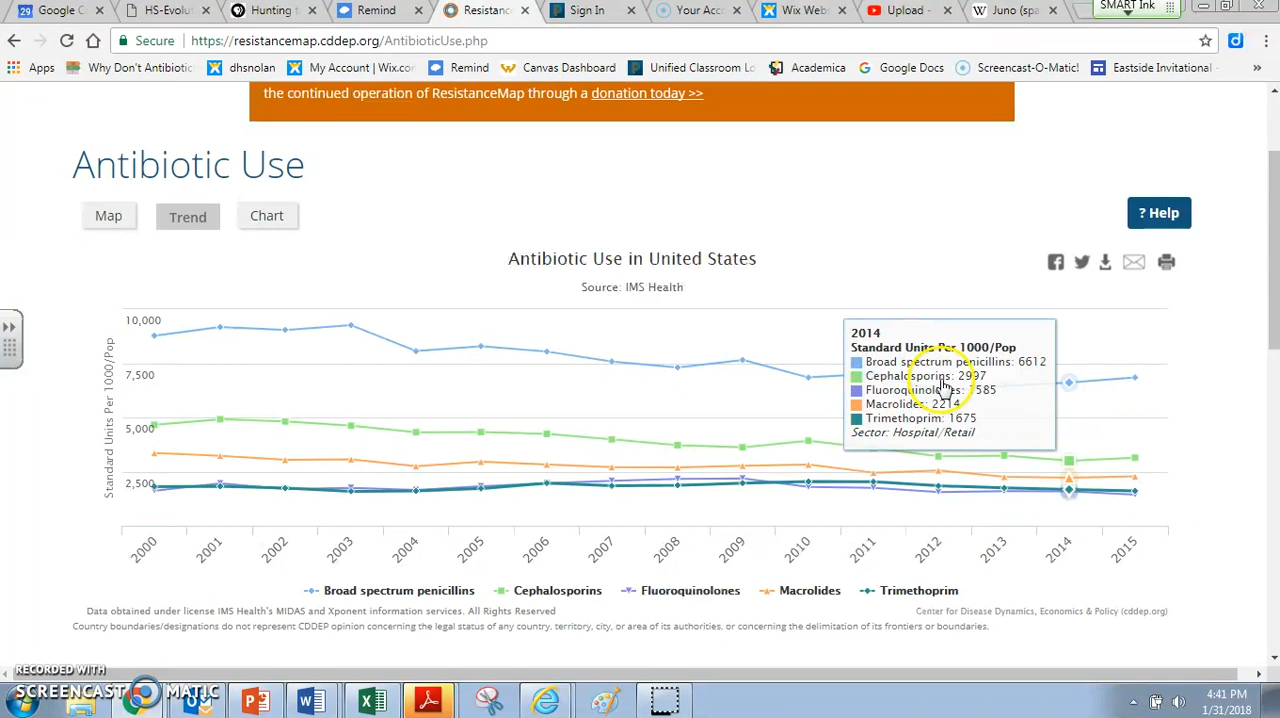 29 Google C
HS-Evolut
Hunting f
Remind
Resistanc
Sign In
Your Acc
Wix Web
Upload -
Juno (spa
SMART Ink
Secure
https://resistancemap.cddep.org/AntibioticUse.php
Apps
Why Don't Antibiotic
dhsnolan
My Account | Wix.co
Remind
Canvas Dashboard
Unified Classroom Lo
Academica
Google Docs
Screencast-O-Matic!
Eastside Invitational -
the continued operation of ResistanceMap through a donation today >>
Antibiotic Use
Map
Trend
Chart
? Help
Antibiotic Use in United States
Source: IMS Health
Standard Units Per 1000/Pop
10,000
7,500
5,000
2,500
2014
Standard Units Per 1000/Pop
Broad spectrum penicillins: 6612
Cephalosporins: 2997
Fluoroquinolones: 1585
Macrolides: 2214
Trimethoprim: 1675
Sector: Hospital/Retail
2000
2001
2002
2003
2004
2005
2006
2007
2008
2009
2010
2011
2012
2013
2014
2015
Broad spectrum penicillins
Cephalosporins
Fluoroquinolones
Macrolides
Trimethoprim
Data obtained under license IMS Health's MIDAS and Xponent information services. All Rights Reserved
Center for Disease Dynamics, Economics & Policy (cddep.org)
Country boundaries/designations do not represent CDDEP opinion concerning the legal status of any country, territory, city, or area of its authorities, or concerning the delimitation of its frontiers or boundaries.
RECORDED WITH
SCREENCAST MATIC
4:41 PM
1/31/2018